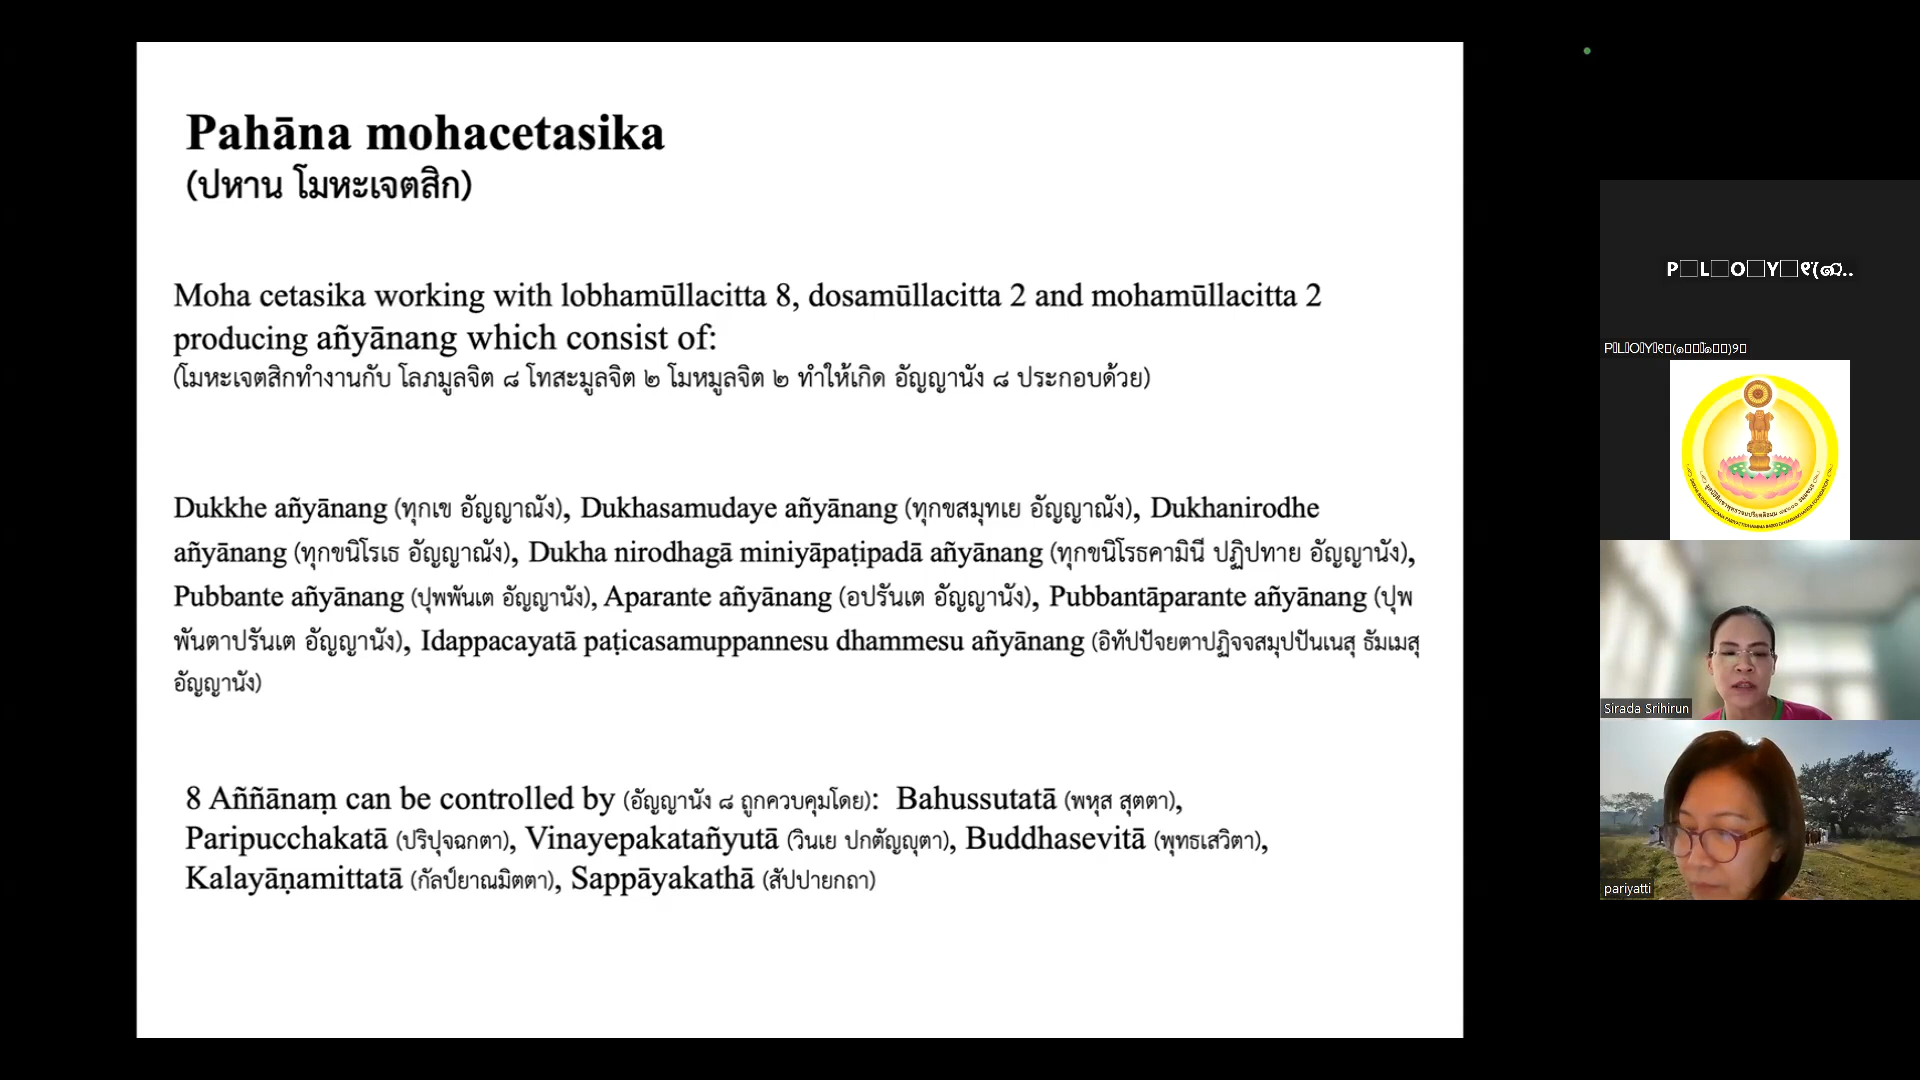 Pahāna mohacetasika
(ปหาน โมหะเจตสิก)
Moha cetasika working with lobhamūllacitta 8, dosamūllacitta 2 and mohamūllacitta 2
producing añyānang which consist of:
(โมหะเจตสิกทำงานกับ โลภมูลจิต ๘ โทสะมูลจิต ๒ โมหมูลจิต ๒ ทำให้เกิด อัญญานัง ๘ ประกอบด้วย)
Dukkhe añyānang (ทุกเข อัญญาณัง), Dukhasamudaye añyānang (ทุกขสมุทเย อัญญาณัง), Dukhanirodhe
añyānang (ทุกขนิโรเธ อัญญาณัง), Dukha nirodhagā miniyāpaṭipadā añyānang (ทุกขนิโรธคามินี ปฏิปทาย อัญญานัง),
Pubbante añyānang (ปุพพันเต อัญญานัง), Aparante añyānang (อปรันเต อัญญานัง), Pubbantāparante añyānang (ปุพ
พันตาปรันเต อัญญานัง), Idappacayatā paṭicasamuppannesu dhammesu añyānang (อิทัปปัจยตาปฏิจจสมุปปันเนสุ ธัมเมสุ
อัญญานัง)
8 Aññānaṃ can be controlled by (อัญญานัง ๘ ถูกควบคุมโดย): Bahussutatā (พหุส สุตตา),
Paripucchakatā (ปริปุจฉกตา), Vinayepakatañyutā (วินเย ปกตัญญุตา), Buddhasevitā (พุทธเสวิตา),
Kalayāṇamittatā (กัลป์ยาณมิตตา), Sappāyakathā (สัปปายกถา)
Sirada Srihirun
pariyatti